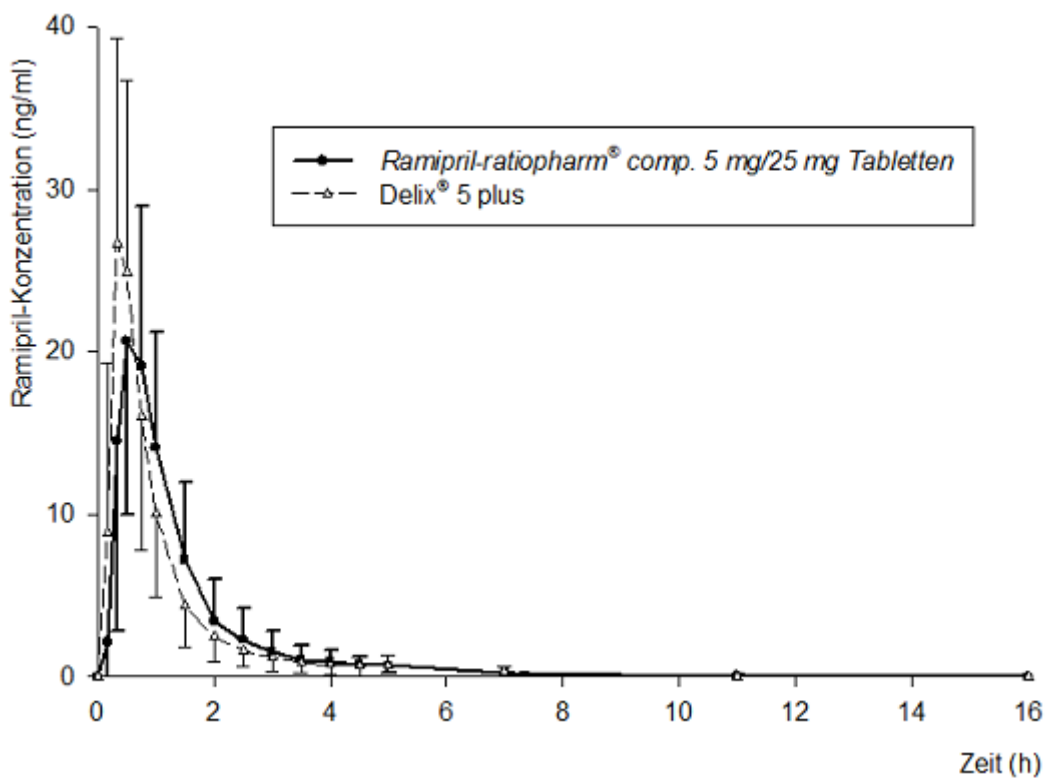 40
30
20
10
0
Ramipril-Konzentration (ng/ml)
Ramipril-ratiopharm® comp. 5 mg/25 mg Tabletten
Delix® 5 plus
0 2 4 6 8 10 12 14 16
Zeit (h)